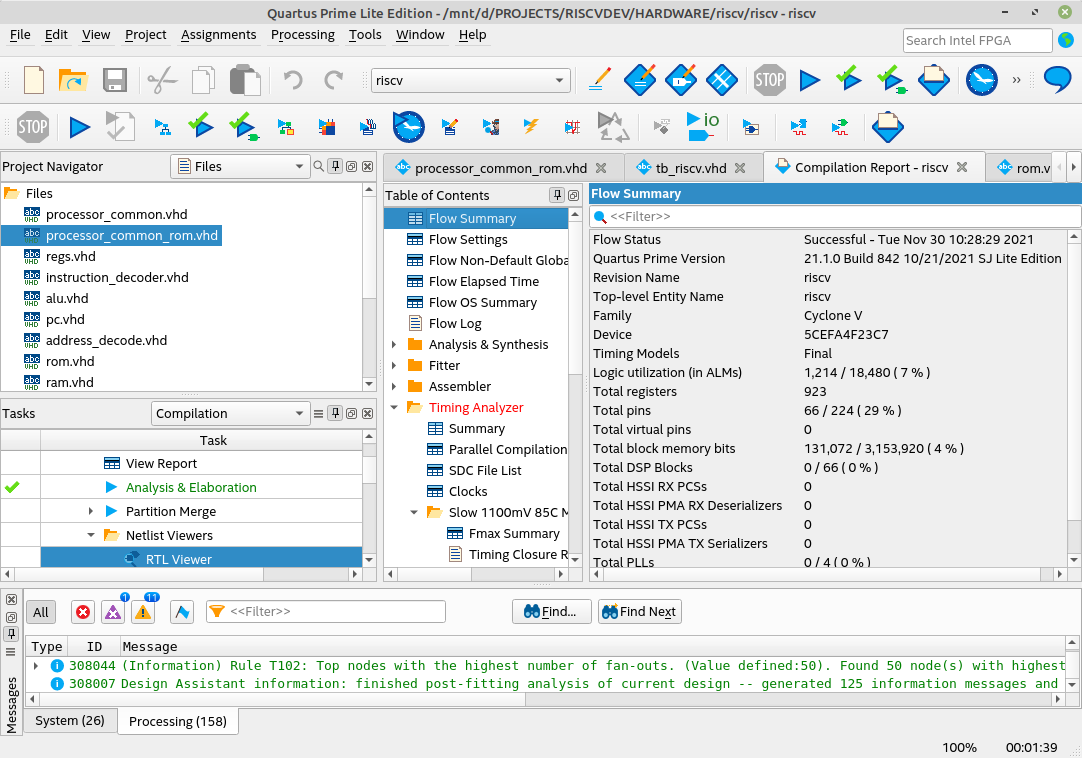 Quartus Prime Lite Edition - /mnt/d/PROJECTS/RISCVDEV/HARDWARE/riscv/riscv - riscv
File Edit View Project Assignments Processing Tools Window Help
Search Intel FPGA
riscv
STOP
»
STOP
io
Project Navigator
Files
Files
processor_common.vhd
processor_common_rom.vhd
regs.vhd
instruction_decoder.vhd
alu.vhd
pc.vhd
address_decode.vhd
rom.vhd
ram.vhd
Tasks
Compilation
Task
View Report
Analysis & Elaboration
Partition Merge
Netlist Viewers
RTL Viewer
processor_common_rom.vhd
tb_riscv.vhd
Compilation Report - riscv
rom.v
Table of Contents
Flow Summary
Flow Settings
Flow Non-Default Globa
Flow Elapsed Time
Flow OS Summary
Flow Log
Analysis & Synthesis
Fitter
Assembler
Timing Analyzer
Summary
Parallel Compilation
SDC File List
Clocks
Slow 1100mV 85C M
Fmax Summary
Timing Closure R
Flow Summary
<<Filter>>
Flow Status Successful - Tue Nov 30 10:28:29 2021
Quartus Prime Version 21.1.0 Build 842 10/21/2021 SJ Lite Edition
Revision Name riscv
Top-level Entity Name riscv
Family Cyclone V
Device 5CEFA4F23C7
Timing Models Final
Logic utilization (in ALMs) 1,214 / 18,480 ( 7 % )
Total registers 923
Total pins 66 / 224 ( 29 % )
Total virtual pins 0
Total block memory bits 131,072 / 3,153,920 ( 4 % )
Total DSP Blocks 0 / 66 ( 0 % )
Total HSSI RX PCSs 0
Total HSSI PMA RX Deserializers 0
Total HSSI TX PCSs 0
Total HSSI PMA TX Serializers 0
Total PLLs 0 / 4 ( 0 % )
Messages
All
1
11
<<Filter>>
Find...
Find Next
Type ID Message
308044 (Information) Rule T102: Top nodes with the highest number of fan-outs. (Value defined:50). Found 50 node(s) with highest
308007 Design Assistant information: finished post-fitting analysis of current design -- generated 125 information messages and
System (26)
Processing (158)
100% 00:01:39